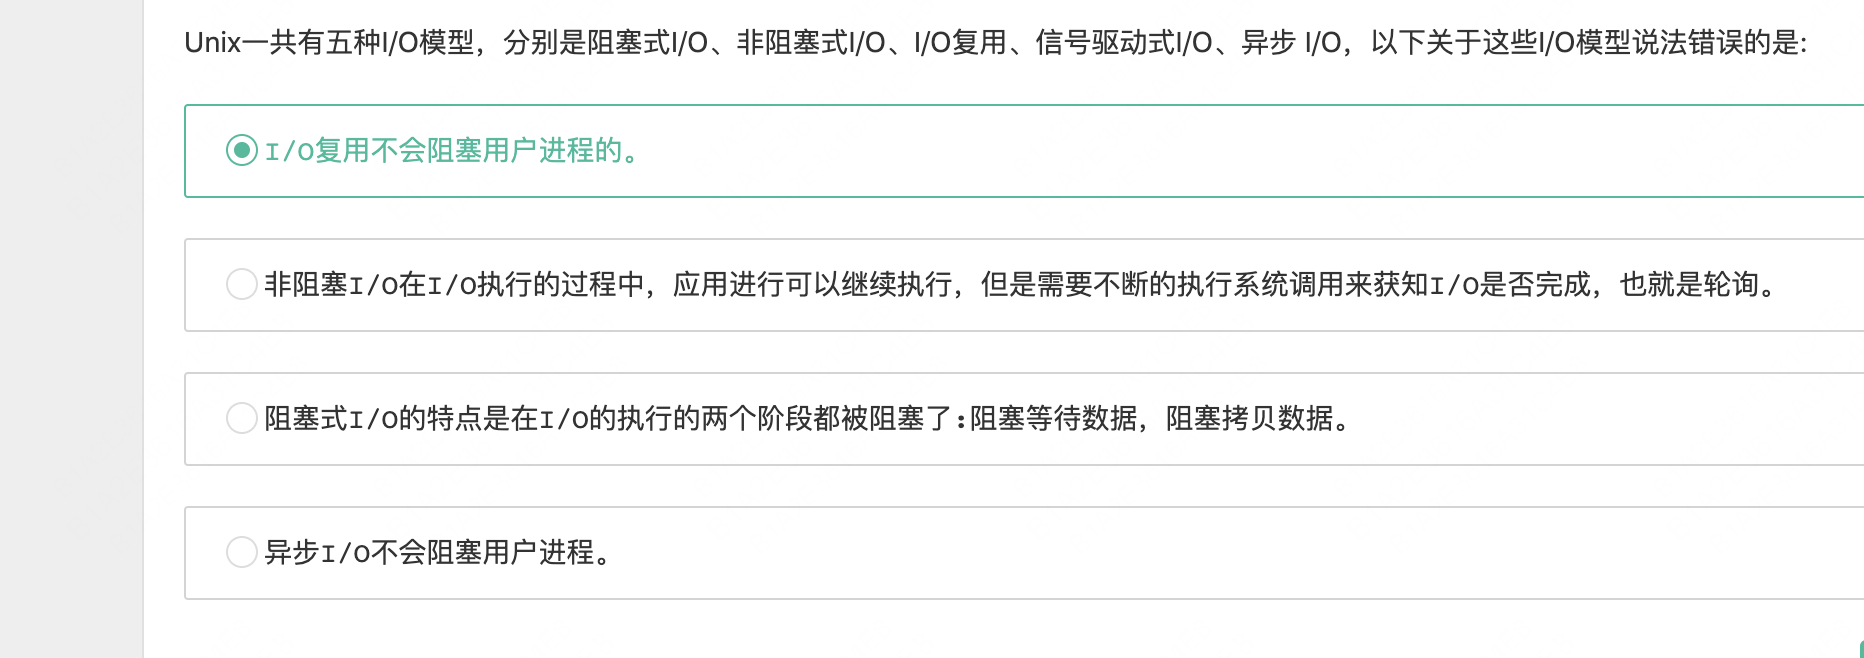 Unix一共有五种I/O模型，分别是阻塞式I/O、非阻塞式I/O、I/O复用、信号驱动式I/O、异步 I/O，以下关于这些I/O模型说法错误的是:
I/O复用不会阻塞用户进程的。
非阻塞I/O在I/O执行的过程中，应用进行可以继续执行，但是需要不断的执行系统调用来获知I/O是否完成，也就是轮询。
阻塞式I/O的特点是在I/O的执行的两个阶段都被阻塞了:阻塞等待数据，阻塞拷贝数据。
异步I/O不会阻塞用户进程。